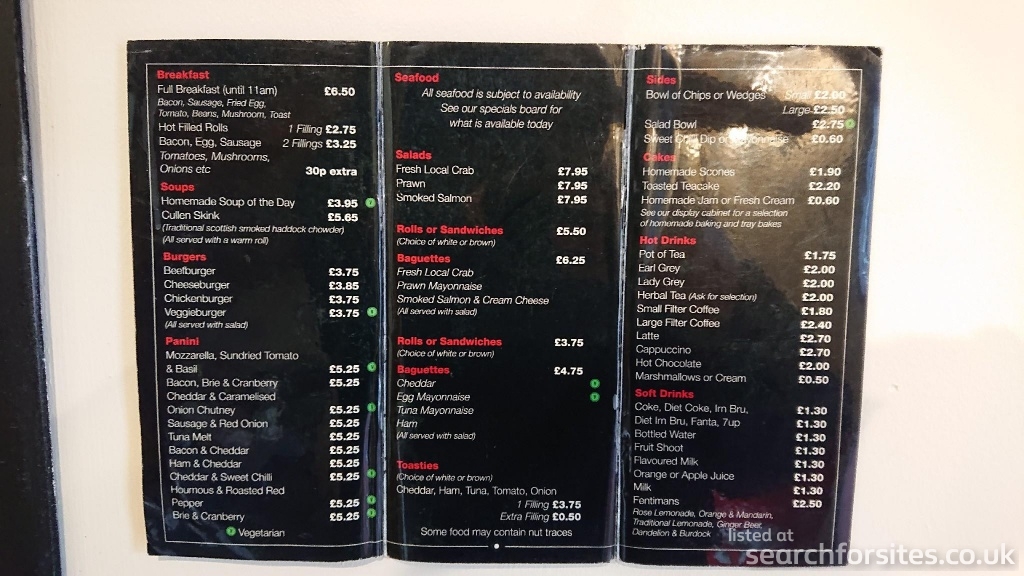 Breakfast
Full Breakfast (until 11am) £6.50
Bacon, Sausage, Fried Egg,
Tomato, Beans, Mushroom, Toast
Hot Filled Rolls 1 Filling £2.75
Bacon, Egg, Sausage 2 Fillings £3.25
Tomatoes, Mushrooms,
Onions etc 30p extra
Soups
Homemade Soup of the Day £3.95
Cullen Skink £5.65
(Traditional scottish smoked haddock chowder)
(All served with a warm roll)
Burgers
Beefburger £3.75
Cheeseburger £3.85
Chickenburger £3.75
Veggieburger £3.75
(All served with salad)
Panini
Mozzarella, Sundried Tomato
& Basil £5.25
Bacon, Brie & Cranberry £5.25
Cheddar & Caramelised
Onion Chutney £5.25
Sausage & Red Onion £5.25
Tuna Melt £5.25
Bacon & Cheddar £5.25
Ham & Cheddar £5.25
Cheddar & Sweet Chilli £5.25
Houmous & Roasted Red
Pepper £5.25
Brie & Cranberry £5.25
Vegetarian
Seafood
All seafood is subject to availability
See our specials board for
what is available today
Salads
Fresh Local Crab £7.95
Prawn £7.95
Smoked Salmon £7.95
Rolls or Sandwiches £5.50
(Choice of white or brown)
Baguettes £6.25
Fresh Local Crab
Prawn Mayonnaise
Smoked Salmon & Cream Cheese
(All served with salad)
Rolls or Sandwiches £3.75
(Choice of white or brown)
Baguettes £4.75
Cheddar
Egg Mayonnaise
Tuna Mayonnaise
Ham
(All served with salad)
Toasties
(Choice of white or brown)
Cheddar, Ham, Tuna, Tomato, Onion
1 Filling £3.75
Extra Filling £0.50
Some food may contain nut traces
Sides
Bowl of Chips or Wedges Small £2.00
Large £2.50
Salad Bowl £2.75
Sweet Chilli Dip or Mayonnaise £0.60
Cakes
Homemade Scones £1.90
Toasted Teacake £2.20
Homemade Jam or Fresh Cream £0.60
See our display cabinet for a selection
of homemade baking and tray bakes
Hot Drinks
Pot of Tea £1.75
Earl Grey £2.00
Lady Grey £2.00
Herbal Tea (Ask for selection) £2.00
Small Filter Coffee £1.80
Large Filter Coffee £2.40
Latte £2.70
Cappuccino £2.70
Hot Chocolate £2.00
Marshmallows or Cream £0.50
Soft Drinks
Coke, Diet Coke, Irn Bru, £1.30
Diet Irn Bru, Fanta, 7up £1.30
Bottled Water £1.30
Fruit Shoot £1.30
Flavoured Milk £1.30
Orange or Apple Juice £1.30
Milk £1.30
Fentimans £2.50
Rose Lemonade, Orange & Mandarin,
Traditional Lemonade, Ginger Beer,
Dandelion & Burdock
listed at
searchforsites.co.uk